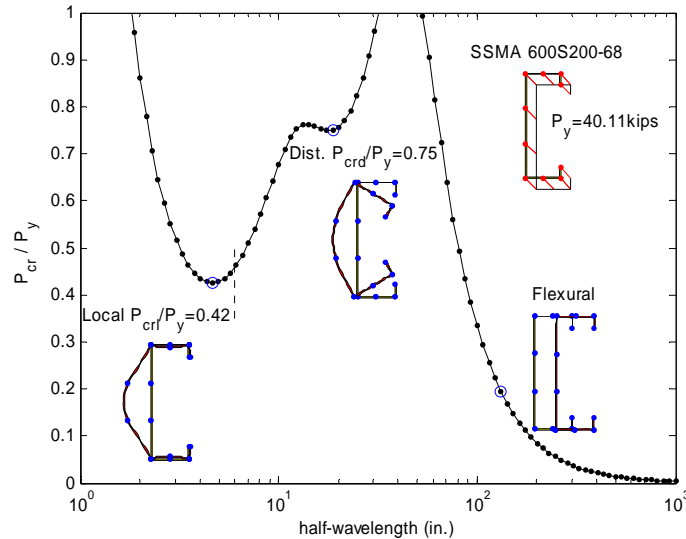 1
0.9
0.8
0.7
0.6
0.5
0.4
0.3
0.2
0.1
0
P_cr / P_y
SSMA 600S200-68
P_y=40.11kips
Dist. P_crd/P_y=0.75
Local P_crl/P_y=0.42
Flexural
10^0 10^1 10^2 10^3
half-wavelength (in.)